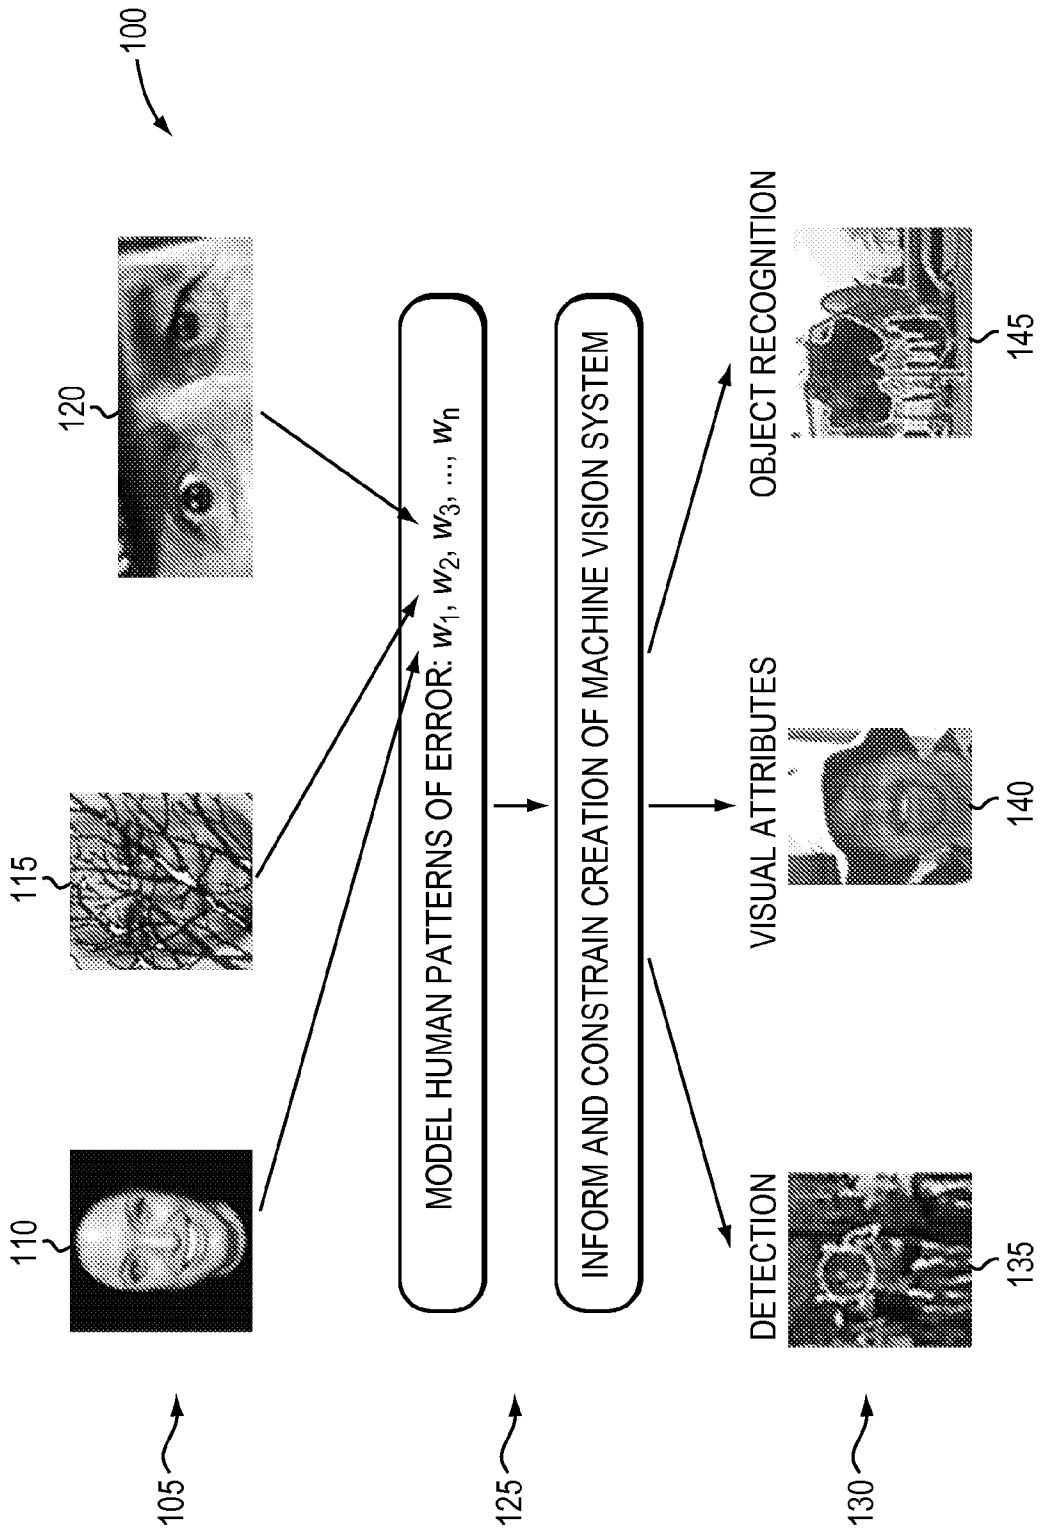 100
105
110
115
120
125
MODEL HUMAN PATTERNS OF ERROR: w1, w2, w3, ..., wn
INFORM AND CONSTRAIN CREATION OF MACHINE VISION SYSTEM
130
DETECTION
VISUAL ATTRIBUTES
OBJECT RECOGNITION
135
140
145